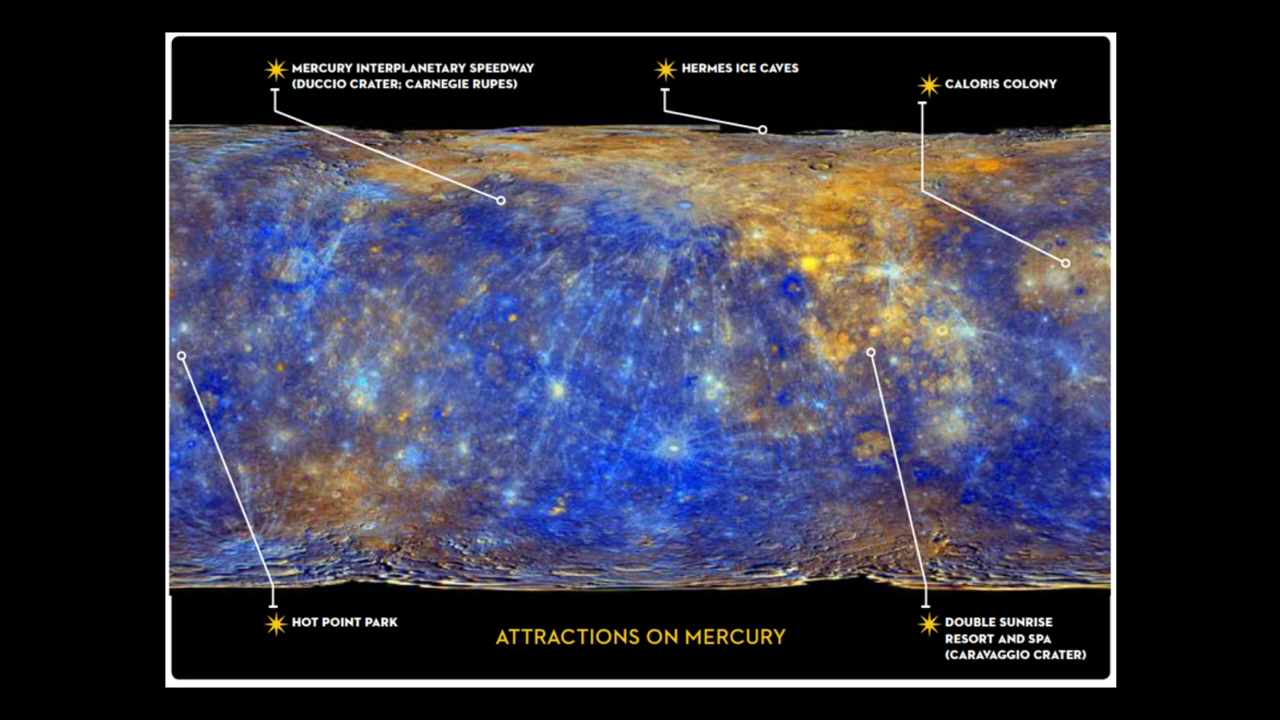 MERCURY INTERPLANETARY SPEEDWAY
(DUCCIO CRATER; CARNEGIE RUPES)
HERMES ICE CAVES
CALORIS COLONY
HOT POINT PARK
ATTRACTIONS ON MERCURY
DOUBLE SUNRISE
RESORT AND SPA
(CARAVAGGIO CRATER)